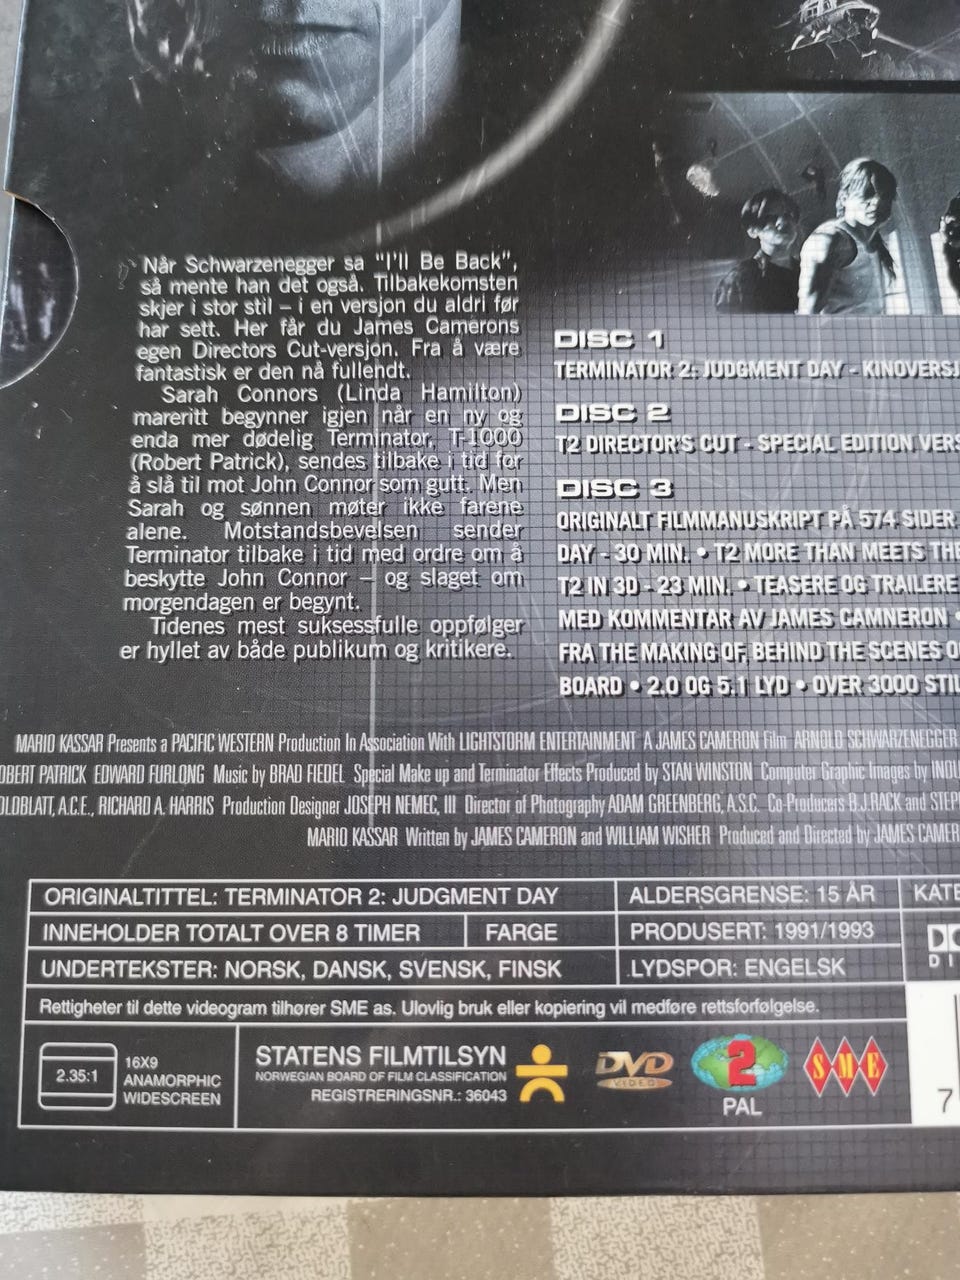 Når Schwarzenegger sa "I'll Be Back",
så mente han det også. Tilbakekomsten
skjer i stor stil – i en versjon du aldri før
har sett. Her får du James Camerons
egen Directors Cut-versjon. Fra å være
fantastisk er den nå fullendt.
Sarah Connors (Linda Hamilton)
mareritt begynner igjen når en ny og
enda mer dødelig Terminator, T-1000
(Robert Patrick), sendes tilbake i tid for
å slå til mot John Connor som gutt. Men
Sarah og sønnen møter ikke farene
alene. Motstandsbevelsen sender
Terminator tilbake i tid med ordre om å
beskytte John Connor – og slaget om
morgendagen er begynt.
Tidenes mest suksessfulle oppfølger
er hyllet av både publikum og kritikere.
DISC 1
TERMINATOR 2: JUDGMENT DAY - KINOVERSJ
DISC 2
T2 DIRECTOR'S CUT - SPECIAL EDITION VERS
DISC 3
ORIGINALT FILMMANUSKRIPT PÅ 574 SIDER
DAY - 30 MIN. • T2 MORE THAN MEETS THE
T2 IN 3D - 23 MIN. • TEASERE OG TRAILERE
MED KOMMENTAR AV JAMES CAMNERON •
FRA THE MAKING OF, BEHIND THE SCENES O
BOARD • 2.0 OG 5.1 LYD • OVER 3000 STIL
MARIO KASSAR Presents a PACIFIC WESTERN Production In Association With LIGHTSTORM ENTERTAINMENT A JAMES CAMERON Film ARNOLD SCHWARZENEGGER
OBERT PATRICK EDWARD FURLONG Music by BRAD FIEDEL Special Make up and Terminator Effects Produced by STAN WINSTON Computer Graphic Images by INDU
OLDBLATT, A.C.E., RICHARD A. HARRIS Production Designer JOSEPH NEMEC, III Director of Photography ADAM GREENBERG, A.S.C. Co-Producers B.J.RACK and STEP
MARIO KASSAR Written by JAMES CAMERON and WILLIAM WISHER Produced and Directed by JAMES CAMER
ORIGINALTITTEL: TERMINATOR 2: JUDGMENT DAY ALDERSGRENSE: 15 ÅR KATE
INNEHOLDER TOTALT OVER 8 TIMER FARGE PRODUSERT: 1991/1993
UNDERTEKSTER: NORSK, DANSK, SVENSK, FINSK LYDSPOR: ENGELSK
Rettigheter til dette videogram tilhører SME as. Ulovlig bruk eller kopiering vil medføre rettsforfølgelse.
2.35:1
16X9
ANAMORPHIC
WIDESCREEN
STATENS FILMTILSYN
NORWEGIAN BOARD OF FILM CLASSIFICATION
REGISTRERINGSNR.: 36043
DVD
VIDEO
2
PAL
SME
7